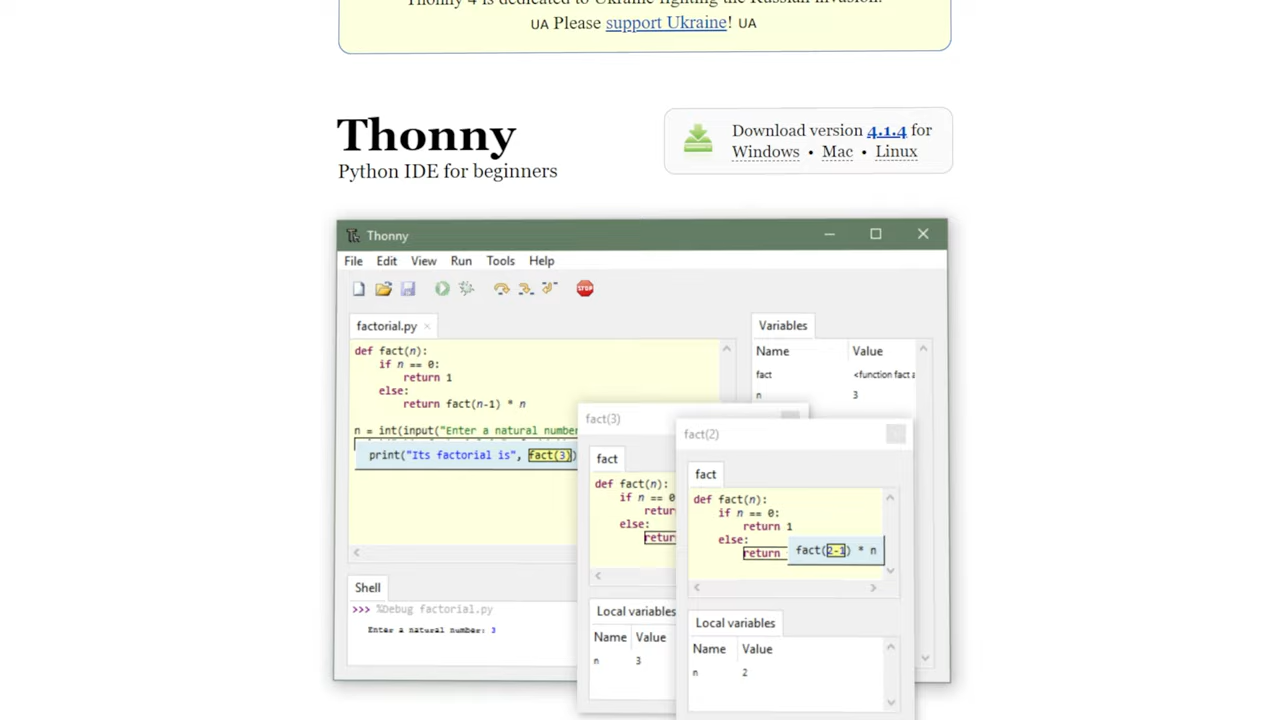 Thonny 4 is dedicated to Ukraine fighting the Russian invasion.
UA Please support Ukraine! UA
Thonny
Python IDE for beginners
Download version 4.1.4 for
Windows • Mac • Linux
Thonny
File Edit View Run Tools Help
STOP
factorial.py
def fact(n):
if n == 0:
return 1
else:
return fact(n-1) * n
n = int(input("Enter a natural number
print("Its factorial is", fact(3))
Variables
Name Value
fact <function fact a
n 3
fact(3)
fact
def fact(n):
if n == 0
retur
else:
retur
Local variables
Name Value
n 3
fact(2)
fact
def fact(n):
if n == 0:
return 1
else:
return fact(2-1) * n
Local variables
Name Value
n 2
Shell
>>> %Debug factorial.py
Enter a natural number: 3